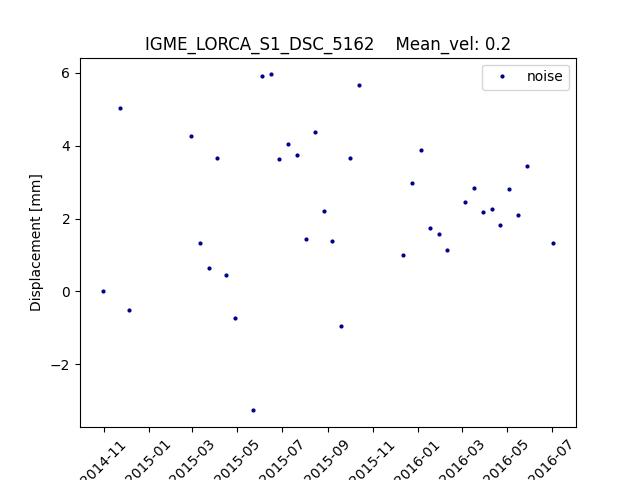 IGME_LORCA_S1_DSC_5162    Mean_vel: 0.2
noise
Displacement [mm]
6
4
2
0
−2
2014-11 2015-01 2015-03 2015-05 2015-07 2015-09 2015-11 2016-01 2016-03 2016-05 2016-07